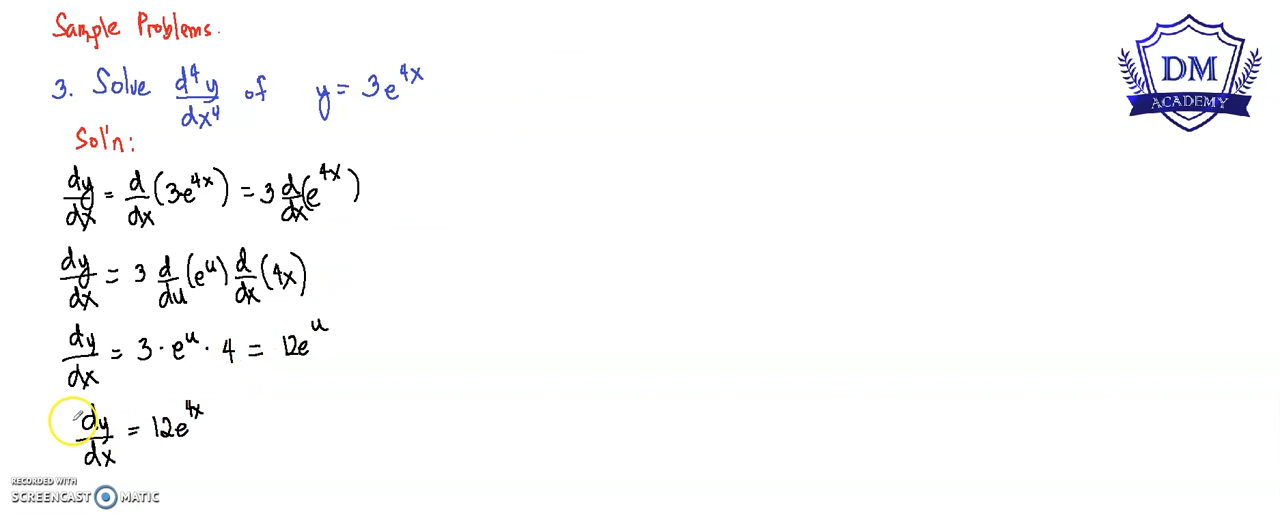 Sample Problems.
3. Solve d⁴y/dx⁴ of y = 3e^4x
Sol'n:
dy/dx = d/dx (3e^4x) = 3 d/dx (e^4x)
dy/dx = 3 d/du (e^u) d/dx (4x)
dy/dx = 3 · e^u · 4 = 12e^u
dy/dx = 12e^4x
DM
ACADEMY
RECORDED WITH
SCREENCAST MATIC